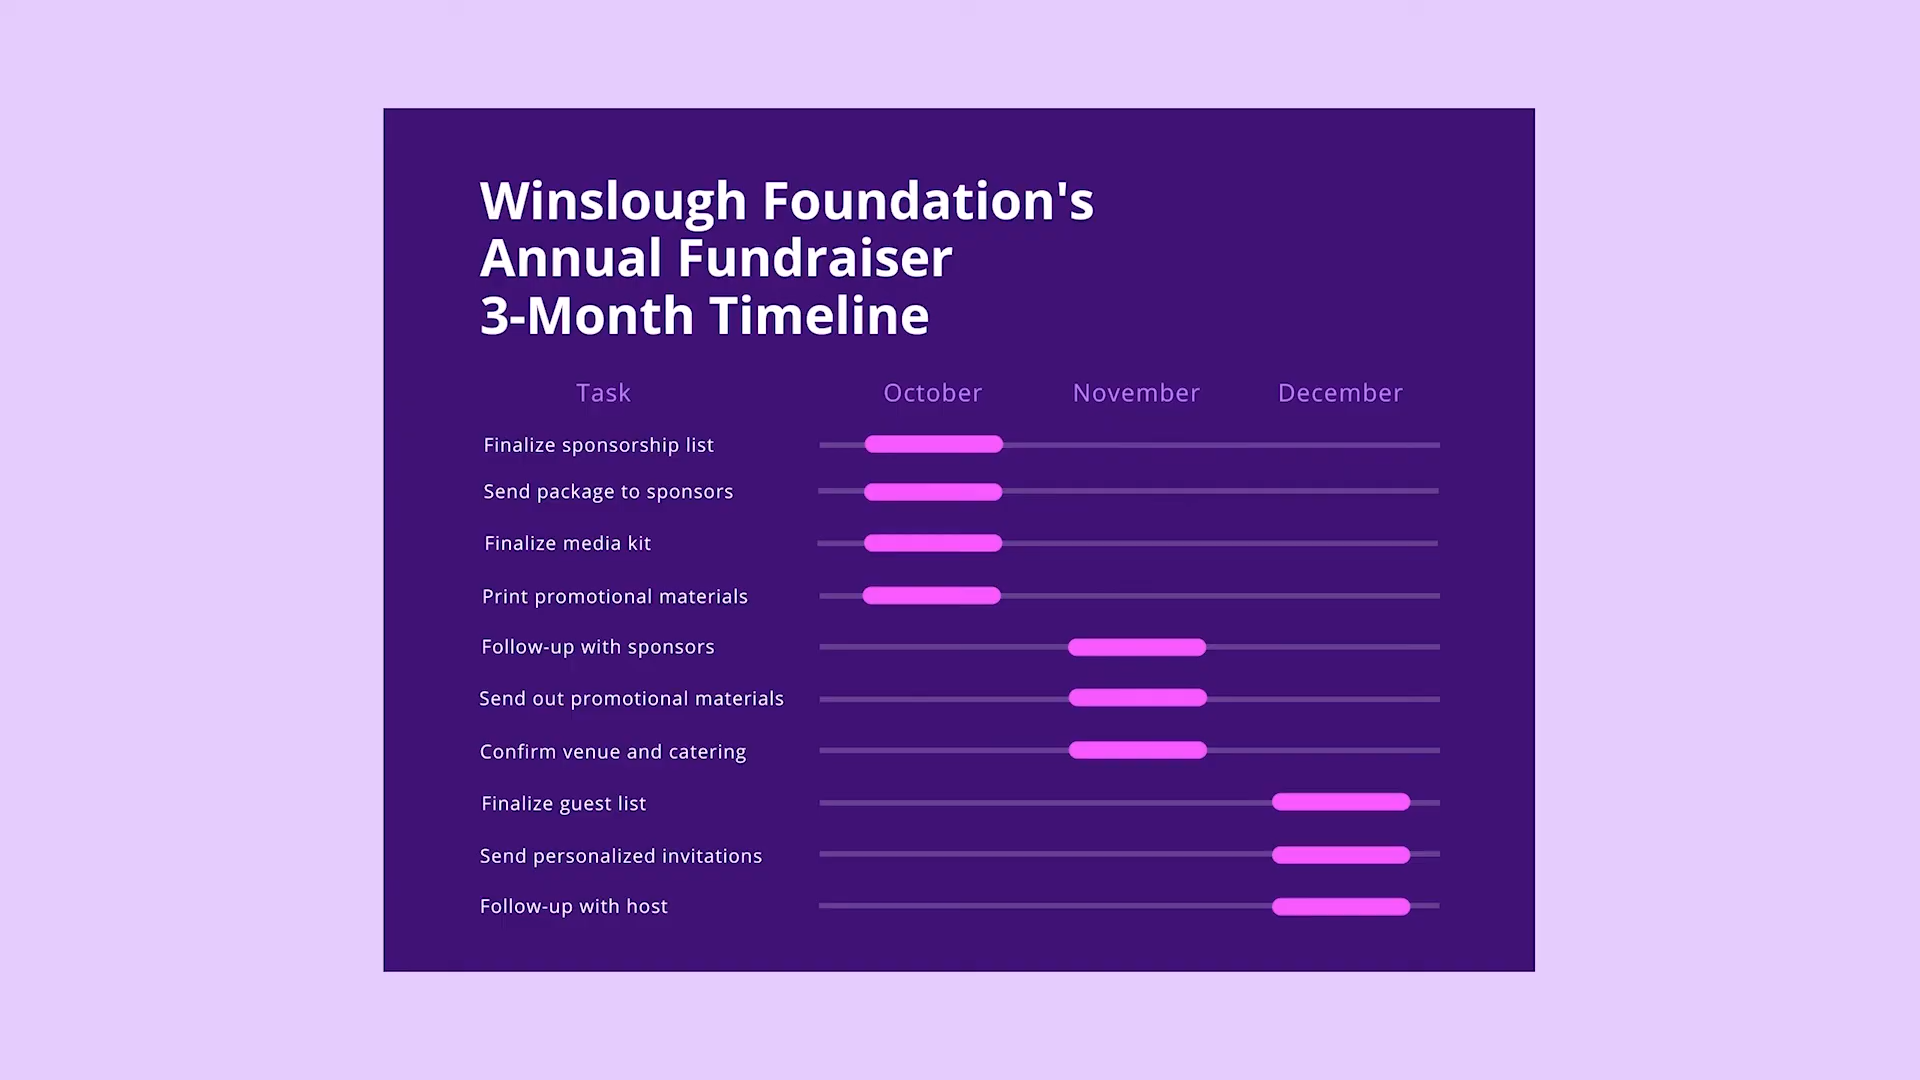 Winslough Foundation's
Annual Fundraiser
3-Month Timeline
Task October November December
Finalize sponsorship list
Send package to sponsors
Finalize media kit
Print promotional materials
Follow-up with sponsors
Send out promotional materials
Confirm venue and catering
Finalize guest list
Send personalized invitations
Follow-up with host